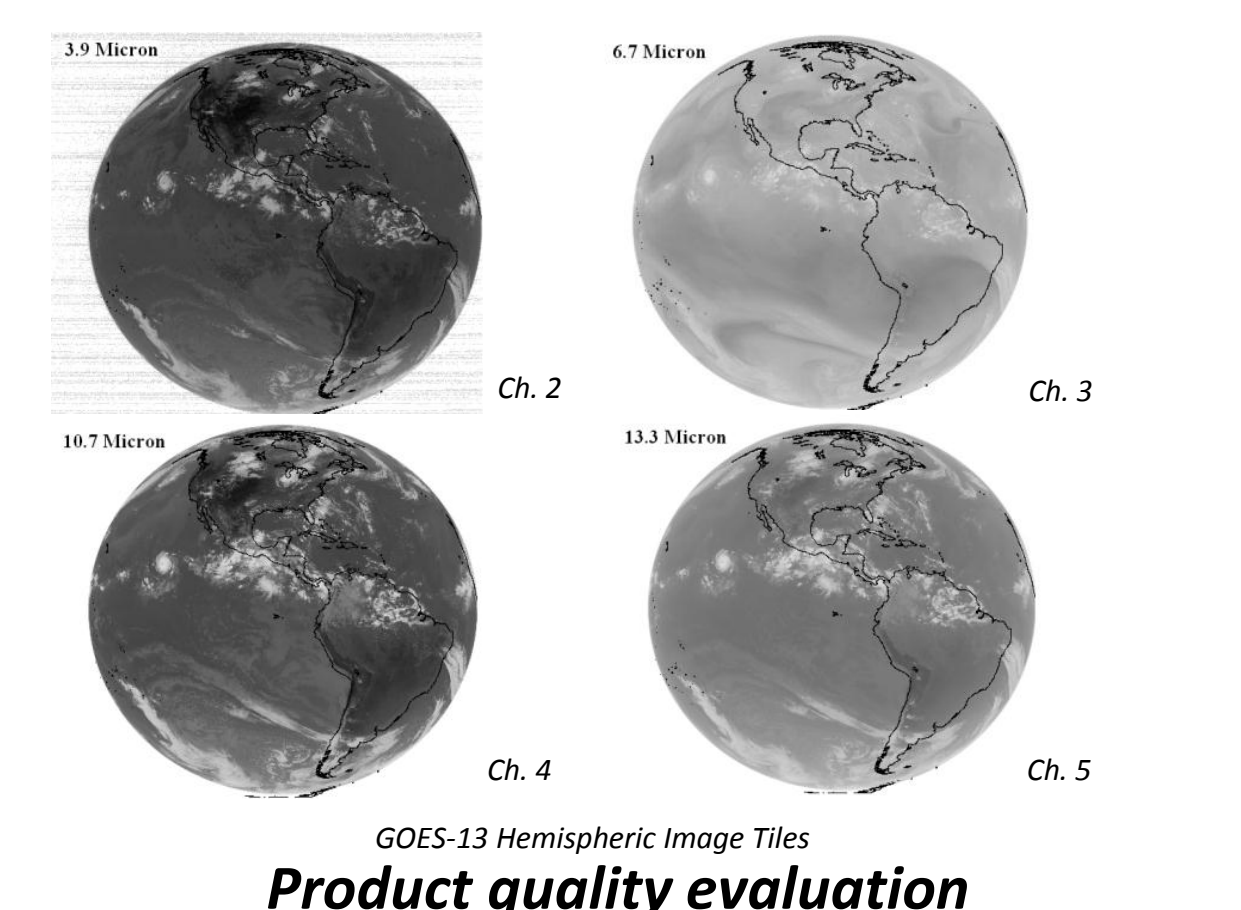 3.9 Micron
6.7 Micron
Ch. 2
Ch. 3
10.7 Micron
13.3 Micron
Ch. 4
Ch. 5
GOES-13 Hemispheric Image Tiles
Product quality evaluation